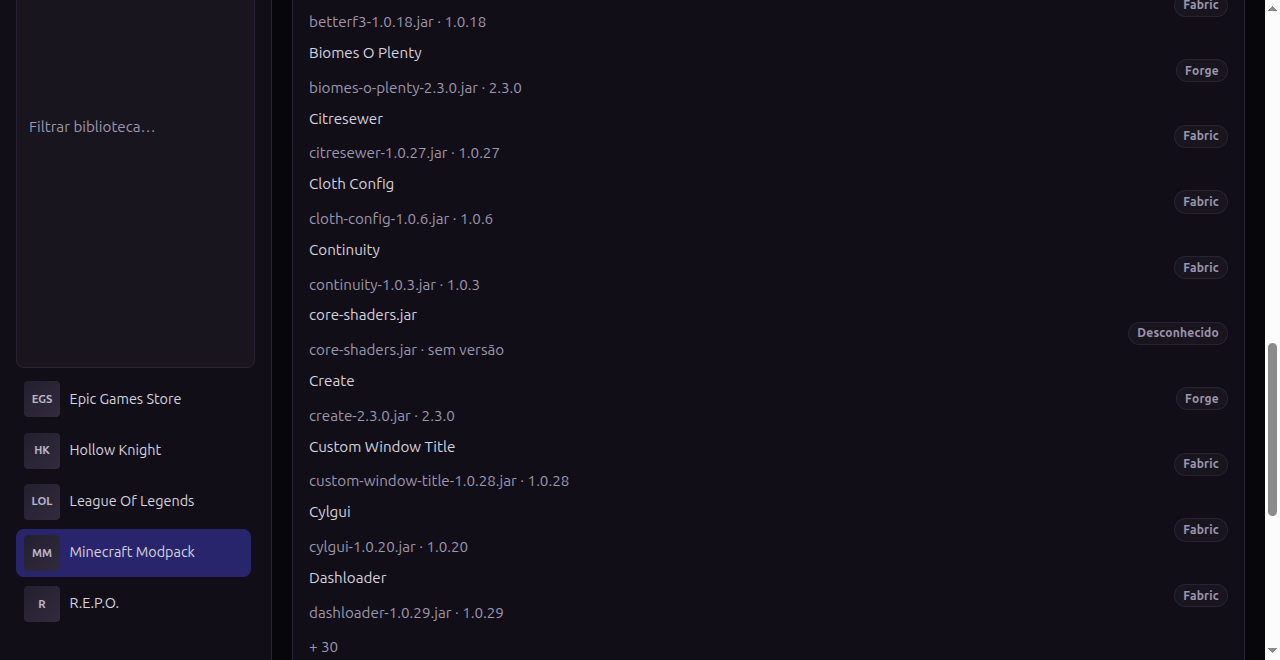 Filtrar biblioteca…
EGS Epic Games Store
HK Hollow Knight
LOL League Of Legends
MM Minecraft Modpack
R R.E.P.O.
betterf3-1.0.18.jar · 1.0.18
Fabric
Biomes O Plenty
biomes-o-plenty-2.3.0.jar · 2.3.0
Forge
Citresewer
citresewer-1.0.27.jar · 1.0.27
Fabric
Cloth Config
cloth-config-1.0.6.jar · 1.0.6
Fabric
Continuity
continuity-1.0.3.jar · 1.0.3
Fabric
core-shaders.jar
core-shaders.jar · sem versão
Desconhecido
Create
create-2.3.0.jar · 2.3.0
Forge
Custom Window Title
custom-window-title-1.0.28.jar · 1.0.28
Fabric
Cylgui
cylgui-1.0.20.jar · 1.0.20
Fabric
Dashloader
dashloader-1.0.29.jar · 1.0.29
Fabric
+ 30